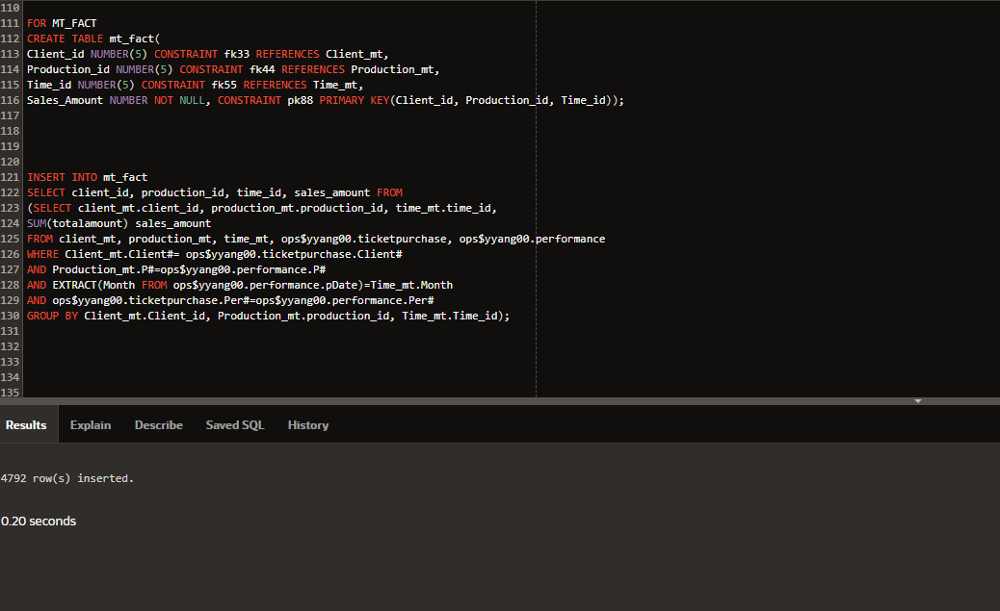 110
111 FOR MT_FACT
112 CREATE TABLE mt_fact(
113 Client_id NUMBER(5) CONSTRAINT fk33 REFERENCES Client_mt,
114 Production_id NUMBER(5) CONSTRAINT fk44 REFERENCES Production_mt,
115 Time_id NUMBER(5) CONSTRAINT fk55 REFERENCES Time_mt,
116 Sales_Amount NUMBER NOT NULL, CONSTRAINT pk88 PRIMARY KEY(Client_id, Production_id, Time_id));
117
118
119
120
121 INSERT INTO mt_fact
122 SELECT client_id, production_id, time_id, sales_amount FROM
123 (SELECT client_mt.client_id, production_mt.production_id, time_mt.time_id,
124 SUM(totalamount) sales_amount
125 FROM client_mt, production_mt, time_mt, ops$yyang00.ticketpurchase, ops$yyang00.performance
126 WHERE Client_mt.Client#= ops$yyang00.ticketpurchase.Client#
127 AND Production_mt.P#=ops$yyang00.performance.P#
128 AND EXTRACT(Month FROM ops$yyang00.performance.pDate)=Time_mt.Month
129 AND ops$yyang00.ticketpurchase.Per#=ops$yyang00.performance.Per#
130 GROUP BY Client_mt.Client_id, Production_mt.production_id, Time_mt.Time_id);
131
132
133
134
135
Results Explain Describe Saved SQL History
4792 row(s) inserted.
0.20 seconds